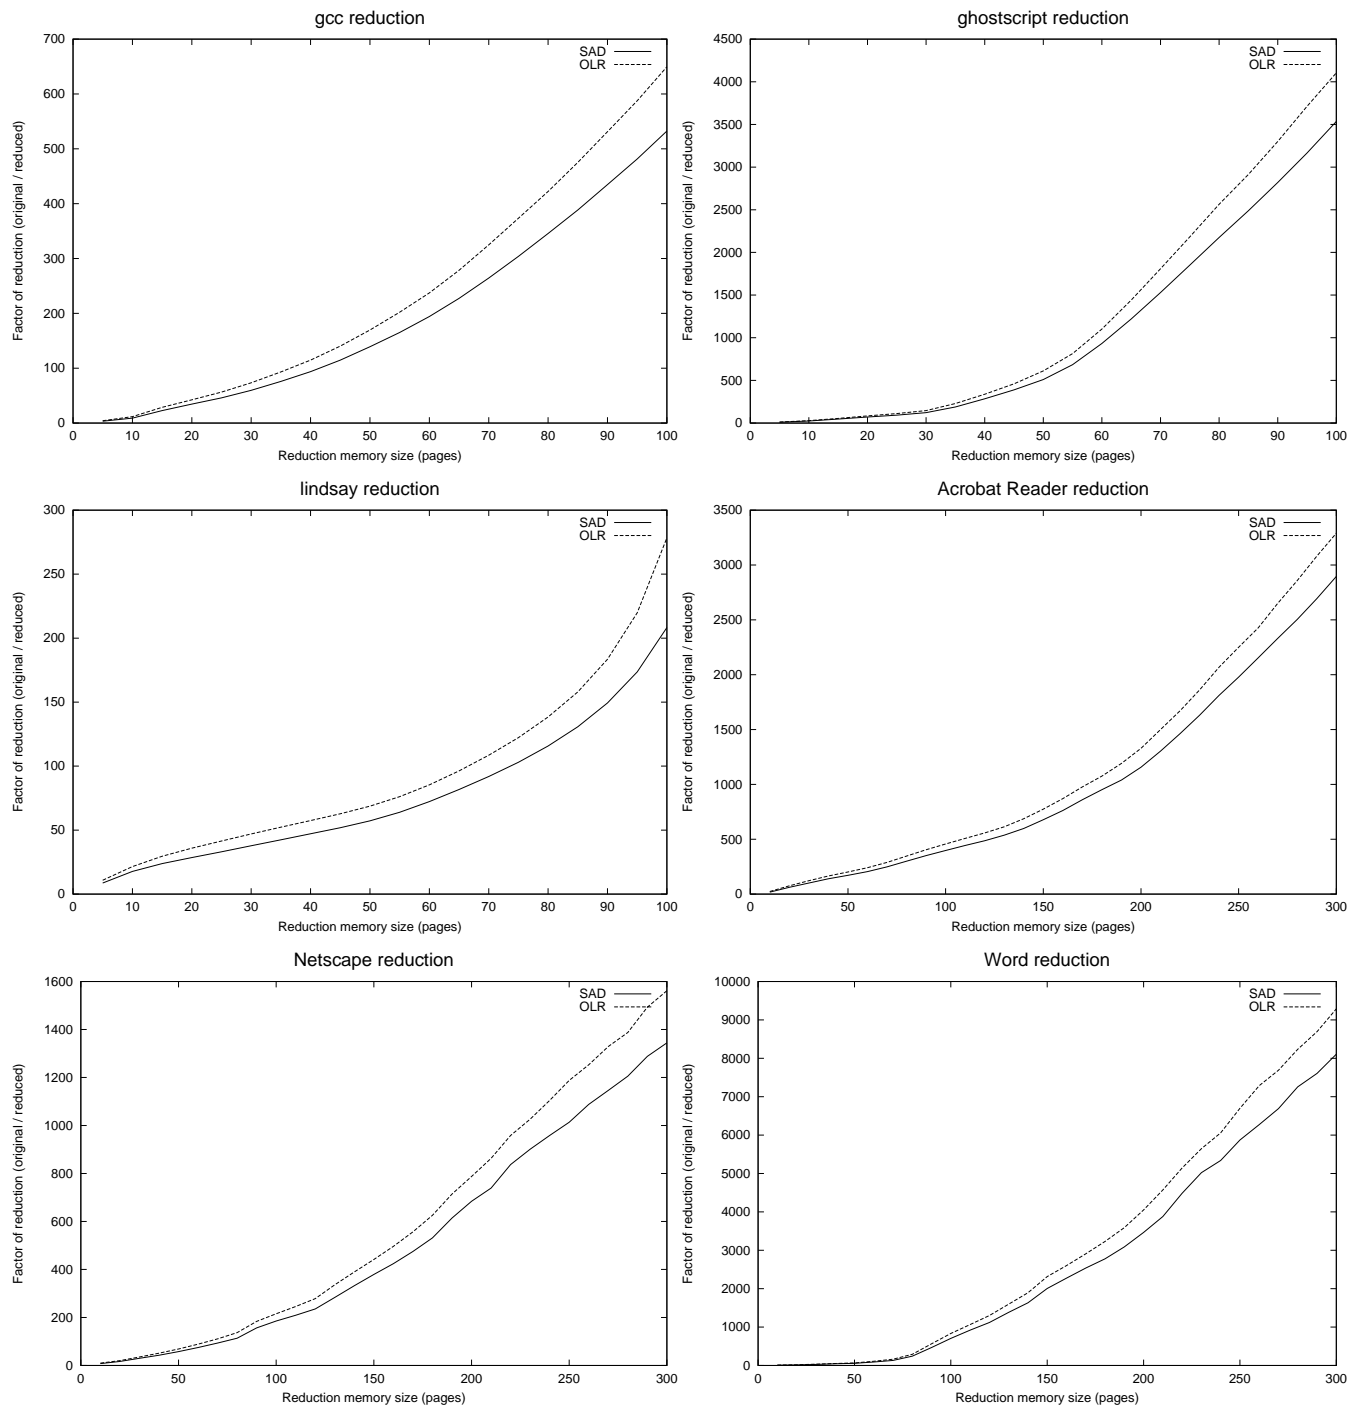 gcc reduction
700
600
500
400
300
200
100
0
0 10 20 30 40 50 60 70 80 90 100
Factor of reduction (original / reduced)
Reduction memory size (pages)
SAD
OLR
ghostscript reduction
4500
4000
3500
3000
2500
2000
1500
1000
500
0
0 10 20 30 40 50 60 70 80 90 100
Factor of reduction (original / reduced)
Reduction memory size (pages)
SAD
OLR
lindsay reduction
300
250
200
150
100
50
0
0 10 20 30 40 50 60 70 80 90 100
Factor of reduction (original / reduced)
Reduction memory size (pages)
SAD
OLR
Acrobat Reader reduction
3500
3000
2500
2000
1500
1000
500
0
0 50 100 150 200 250 300
Factor of reduction (original / reduced)
Reduction memory size (pages)
SAD
OLR
Netscape reduction
1600
1400
1200
1000
800
600
400
200
0
0 50 100 150 200 250 300
Factor of reduction (original / reduced)
Reduction memory size (pages)
SAD
OLR
Word reduction
10000
9000
8000
7000
6000
5000
4000
3000
2000
1000
0
0 50 100 150 200 250 300
Factor of reduction (original / reduced)
Reduction memory size (pages)
SAD
OLR